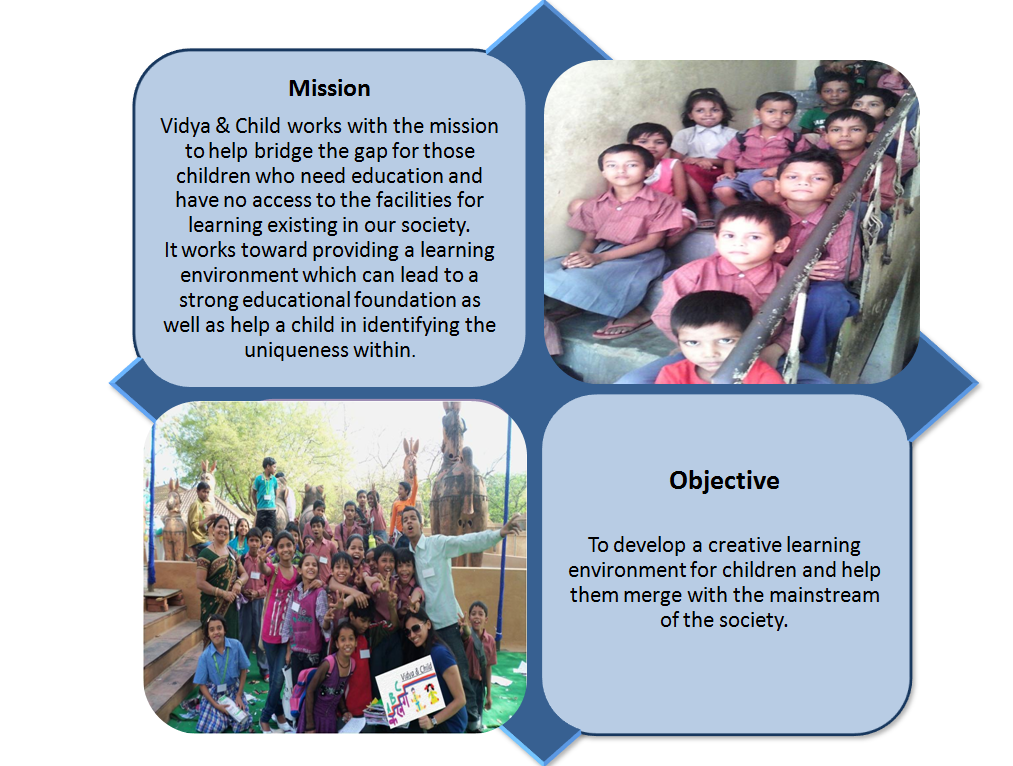 Mission
Vidya & Child works with the mission
to help bridge the gap for those
children who need education and
have no access to the facilities for
learning existing in our society.
It works toward providing a learning
environment which can lead to a
strong educational foundation as
well as help a child in identifying the
uniqueness within.
Vidya & Child
A B C
Objective
To develop a creative learning
environment for children and help
them merge with the mainstream
of the society.